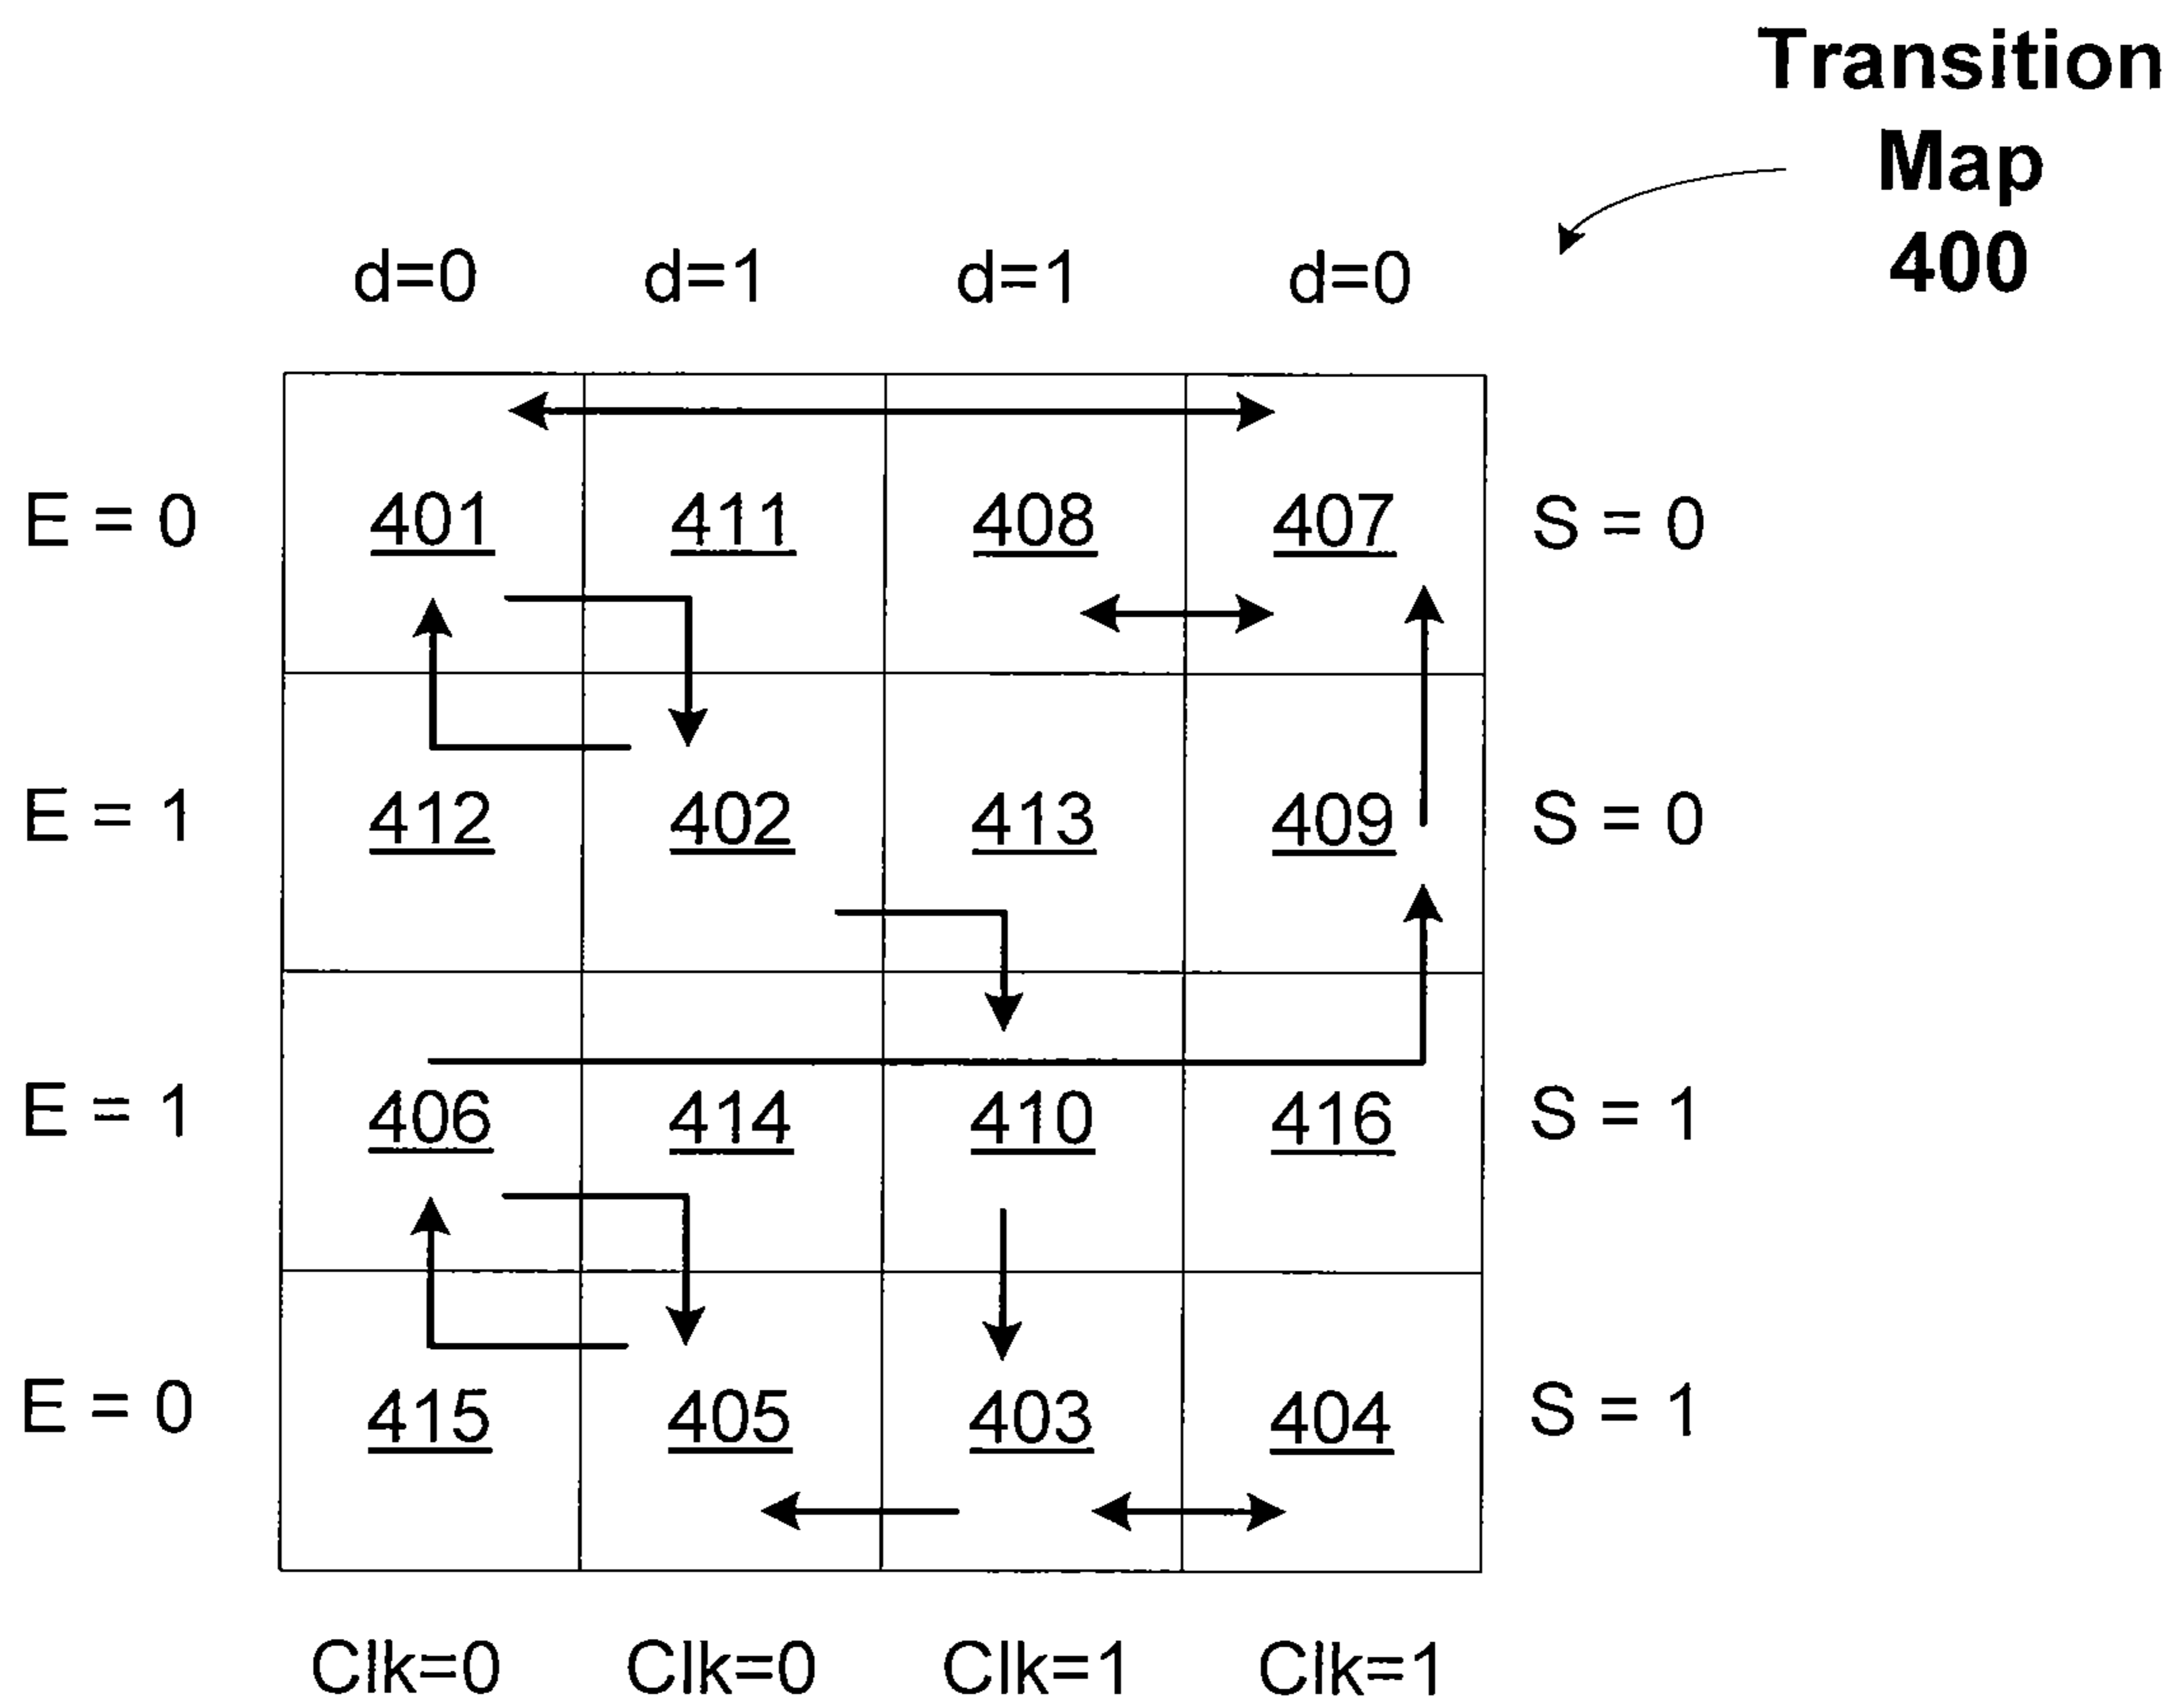 Transition
Map
400
d=0 d=1 d=1 d=0
E = 0 401 411 408 407 S = 0
E = 1 412 402 413 409 S = 0
E = 1 406 414 410 416 S = 1
E = 0 415 405 403 404 S = 1
Clk=0 Clk=0 Clk=1 Clk=1